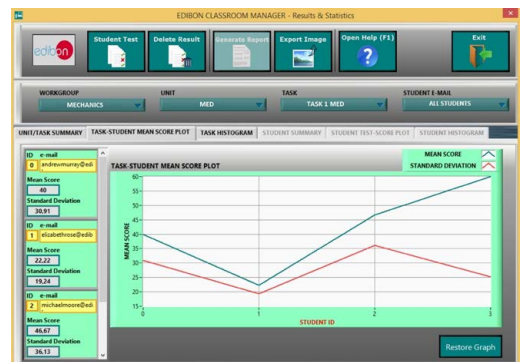 EDIBON CLASSROOM MANAGER - Results & Statistics
edibon
Student Test
Delete Result
Generate Report
Export Image
Open Help (F1)
?
Exit
WORKGROUP
UNIT
TASK
STUDENT E-MAIL
MECHANICS
MED
TASK 1 MED
ALL STUDENTS
UNIT/TASK SUMMARY
TASK-STUDENT MEAN SCORE PLOT
TASK HISTOGRAM
STUDENT SUMMARY
STUDENT TEST-SCORE PLOT
STUDENT HISTOGRAM
ID e-mail
0 andrewmurray@edi
Mean Score
40
Standard Deviation
30,91
ID e-mail
1 elizabethrose@edib
Mean Score
22,22
Standard Deviation
19,24
ID e-mail
2 michaelmoore@edi
Mean Score
46,67
Standard Deviation
36,13
TASK-STUDENT MEAN SCORE PLOT
MEAN SCORE
STANDARD DEVIATION
MEAN SCORE
60
55
50
45
40
35
30
25
20
15
0
1
2
3
STUDENT ID
Restore Graph